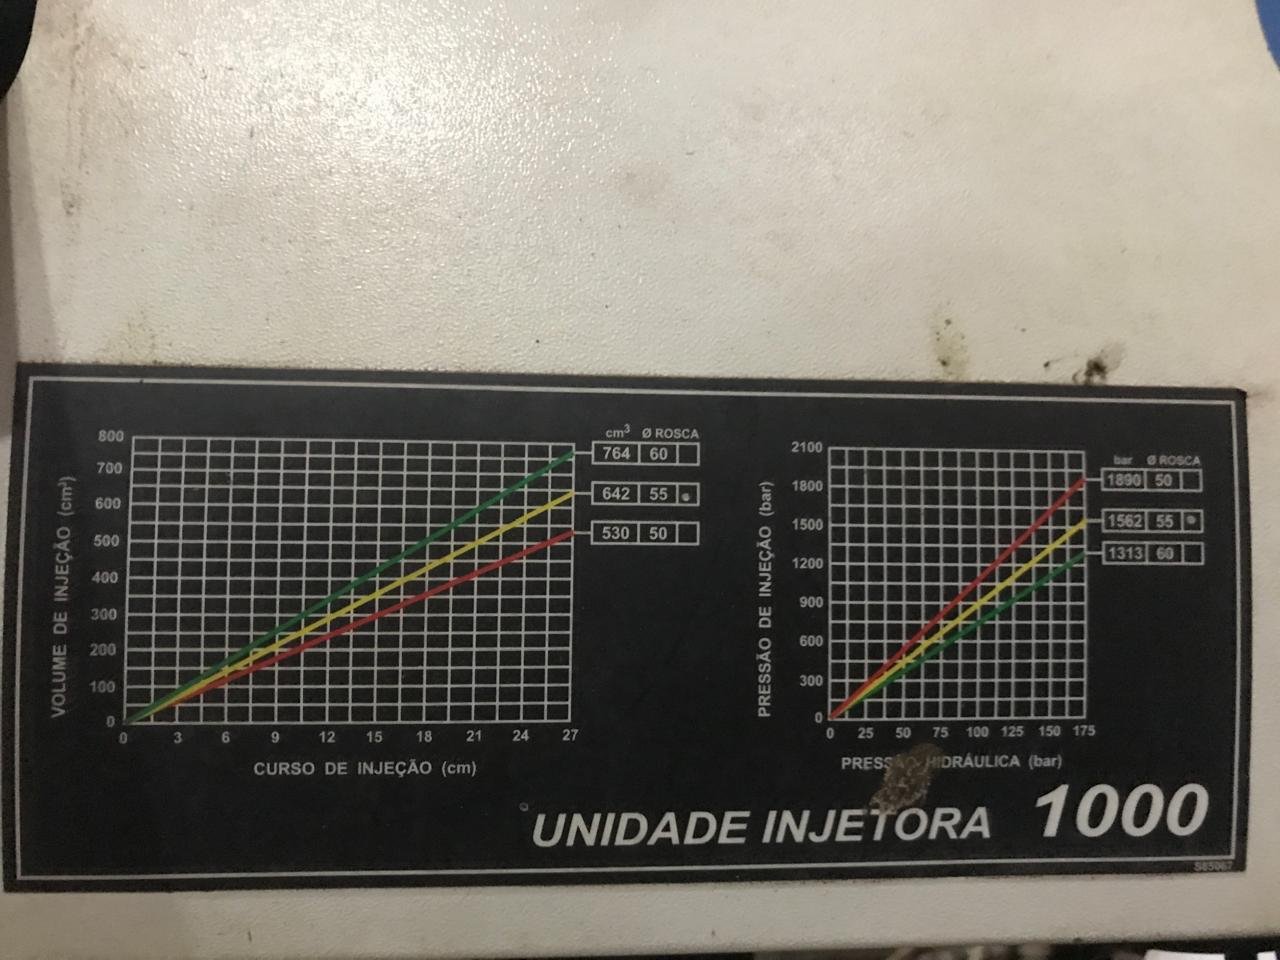 cm³ Ø ROSCA
764 60
642 55
530 50
800
700
600
500
400
300
200
100
0
VOLUME DE INJEÇÃO (cm³)
0 3 6 9 12 15 18 21 24 27
CURSO DE INJEÇÃO (cm)
bar Ø ROSCA
1890 50
1562 55
1313 60
2100
1800
1500
1200
900
600
300
0
PRESSÃO DE INJEÇÃO (bar)
0 25 50 75 100 125 150 175
PRESSÃO HIDRÁULICA (bar)
UNIDADE INJETORA 1000